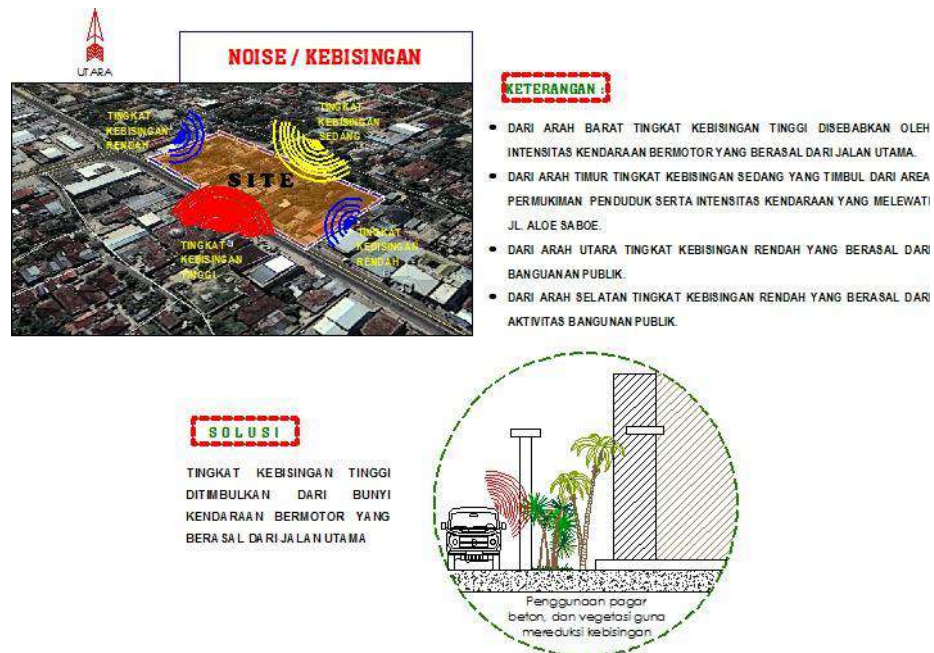 UTARA
NOISE / KEBISINGAN
TINGKAT
KEBISINGAN
RENDAH
TINGKAT
KEBISINGAN
SEDANG
SITE
TINGKAT
KEBISINGAN
TINGGI
TINGKAT
KEBISINGAN
RENDAH
KETERANGAN :
• DARI ARAH BARAT TINGKAT KEBISINGAN TINGGI DISEBABKAN OLEH
INTENSITAS KENDARAAN BERMOTOR YANG BERASAL DARI JALAN UTAMA.
• DARI ARAH TIMUR TINGKAT KEBISINGAN SEDANG YANG TIMBUL DARI AREA
PERMUKIMAN PENDUDUK SERTA INTENSITAS KENDARAAN YANG MELEWATI
JL. ALOE SABOE.
• DARI ARAH UTARA TINGKAT KEBISINGAN RENDAH YANG BERASAL DARI
BANGUANAN PUBLIK.
• DARI ARAH SELATAN TINGKAT KEBISINGAN RENDAH YANG BERASAL DARI
AKTIVITAS BANGUNAN PUBLIK.
SOLUSI
TINGKAT KEBISINGAN TINGGI
DITIMBULKAN DARI BUNYI
KENDARAAN BERMOTOR YANG
BERASAL DARI JALAN UTAMA
Penggunaan pagar
beton, dan vegetasi guna
mereduksi kebisingan